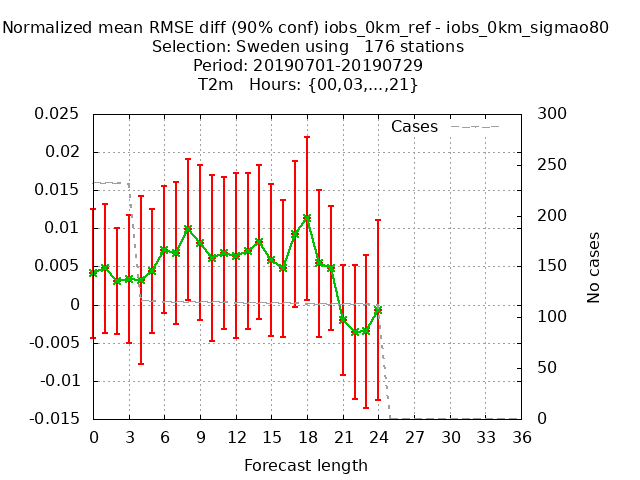 Normalized mean RMSE diff (90% conf) iobs_0km_ref - iobs_0km_sigmao80
Selection: Sweden using   176 stations
Period: 20190701-20190729
T2m   Hours: {00,03,...,21}
0.025
0.02
0.015
0.01
0.005
0
-0.005
-0.01
-0.015
Cases
300
250
200
150
100
50
0
No cases
0 3 6 9 12 15 18 21 24 27 30 33 36
Forecast length